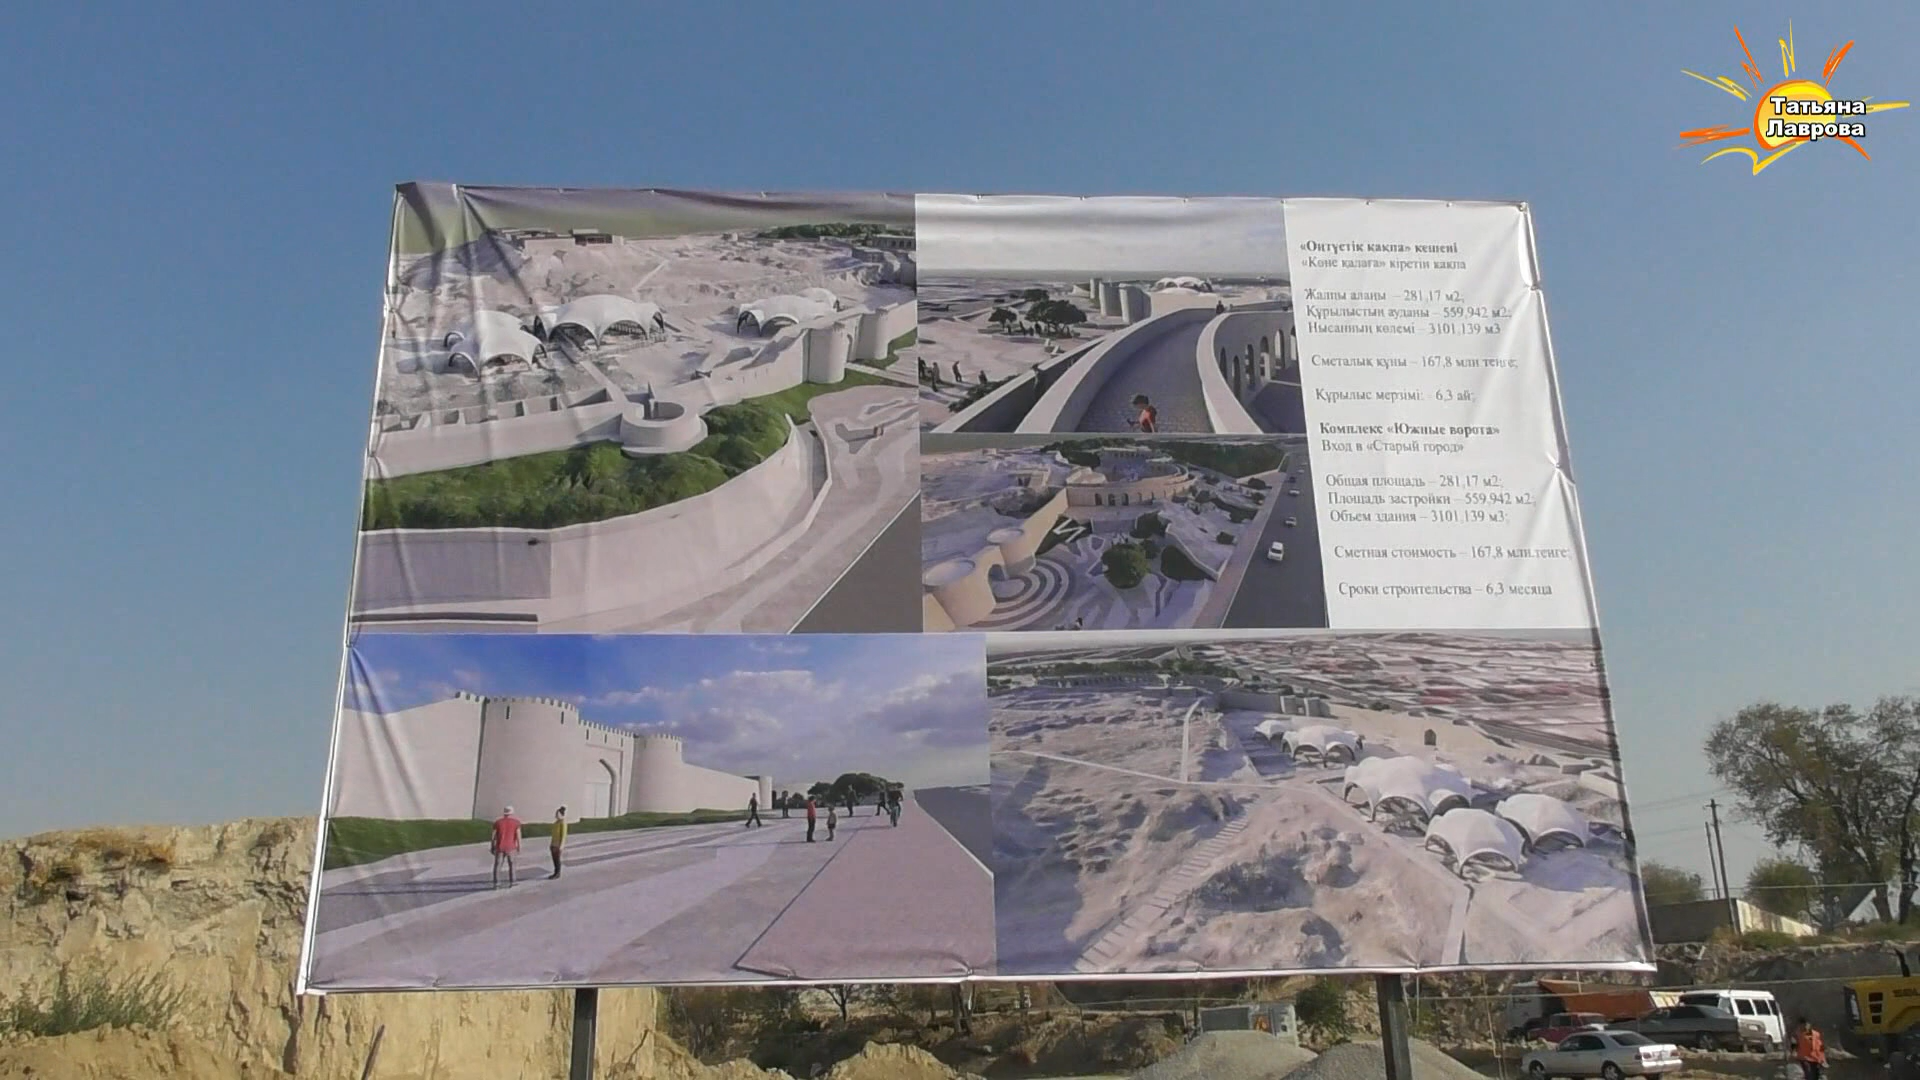 Татьяна
Лаврова
«Оңтүстік қақпа» кешені
«Көне қалаға» кіретін қақпа
Жалпы алаңы – 281,17 м2;
Құрылыстың ауданы – 559,942 м2;
Нысанның көлемі – 3101,139 м3
Сметалық құны – 167,8 млн.теңге;
Құрылыс мерзімі: - 6,3 ай;
Комплекс «Южные ворота»
Вход в «Старый город»
Общая площадь – 281,17 м2;
Площадь застройки – 559,942 м2;
Объем здания – 3101,139 м3;
Сметная стоимость – 167,8 млн.тенге;
Сроки строительства – 6,3 месяца